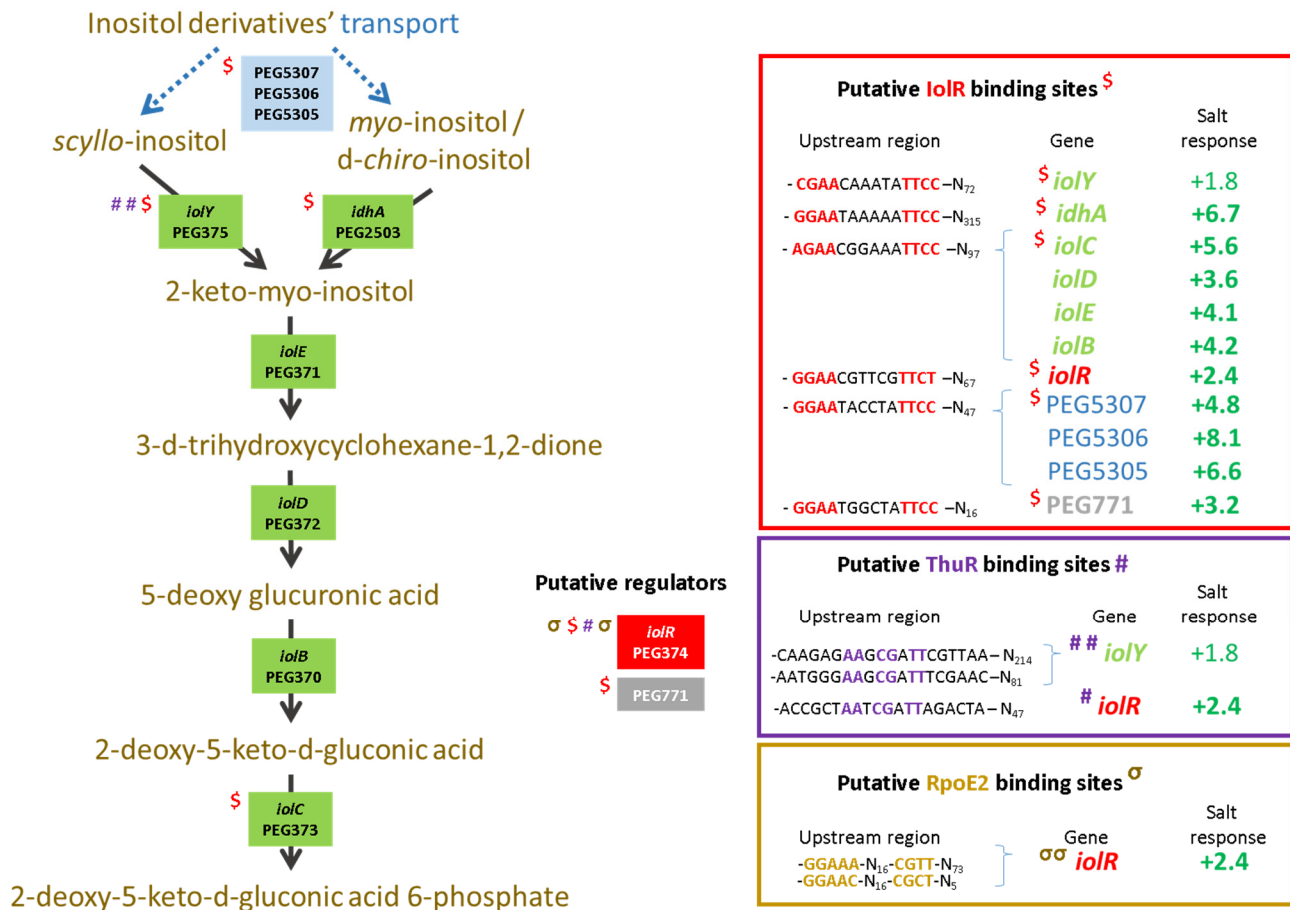 Inositol derivatives' transport
$
PEG5307
PEG5306
PEG5305
scyllo-inositol
myo-inositol /
d-chiro-inositol
# # $
iolY
PEG375
$
idhA
PEG2503
2-keto-myo-inositol
iolE
PEG371
3-d-trihydroxycyclohexane-1,2-dione
iolD
PEG372
5-deoxy glucuronic acid
iolB
PEG370
2-deoxy-5-keto-d-gluconic acid
$
iolC
PEG373
2-deoxy-5-keto-d-gluconic acid 6-phosphate
Putative regulators
σ $ # σ
iolR
PEG374
$
PEG771
Putative IolR binding sites $
Upstream region Gene Salt
response
- CGAACAAATATTCC –N72 $ iolY +1.8
- GGAATAAAAATTCC –N315 $ idhA +6.7
- AGAACGGAAATTCC –N97 $ iolC +5.6
iolD +3.6
iolE +4.1
iolB +4.2
- GGAACGTTCGTTCT –N67 $ iolR +2.4
- GGAATACCTATTCC –N47 $ PEG5307 +4.8
PEG5306 +8.1
PEG5305 +6.6
- GGAATGGCTATTCC –N16 $ PEG771 +3.2
Putative ThuR binding sites #
Upstream region Gene Salt
response
-CAAGAGAAGCGATTCGTTAA– N214 # # iolY +1.8
-AATGGGAAGCGATTTCGAAC– N81
-ACCGCTAATCGATTAGACTA– N47 # iolR +2.4
Putative RpoE2 binding sites σ
Upstream region Gene Salt
response
-GGAAA-N16-CGTT-N73 σσ iolR +2.4
-GGAAC-N16-CGCT-N5